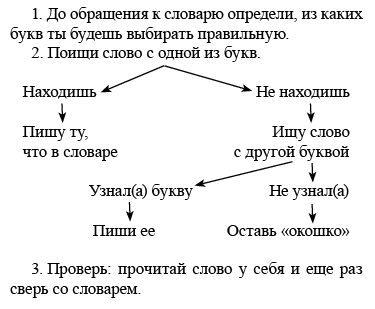 1. До обращения к словарю определи, из каких
букв ты будешь выбирать правильную.
2. Поищи слово с одной из букв.
Находишь
Не находишь
Пишу ту,
что в словаре
Ищу слово
с другой буквой
Узнал(а) букву
Не узнал(а)
Пиши ее
Оставь «окошко»
3. Проверь: прочитай слово у себя и еще раз
сверь со словарем.